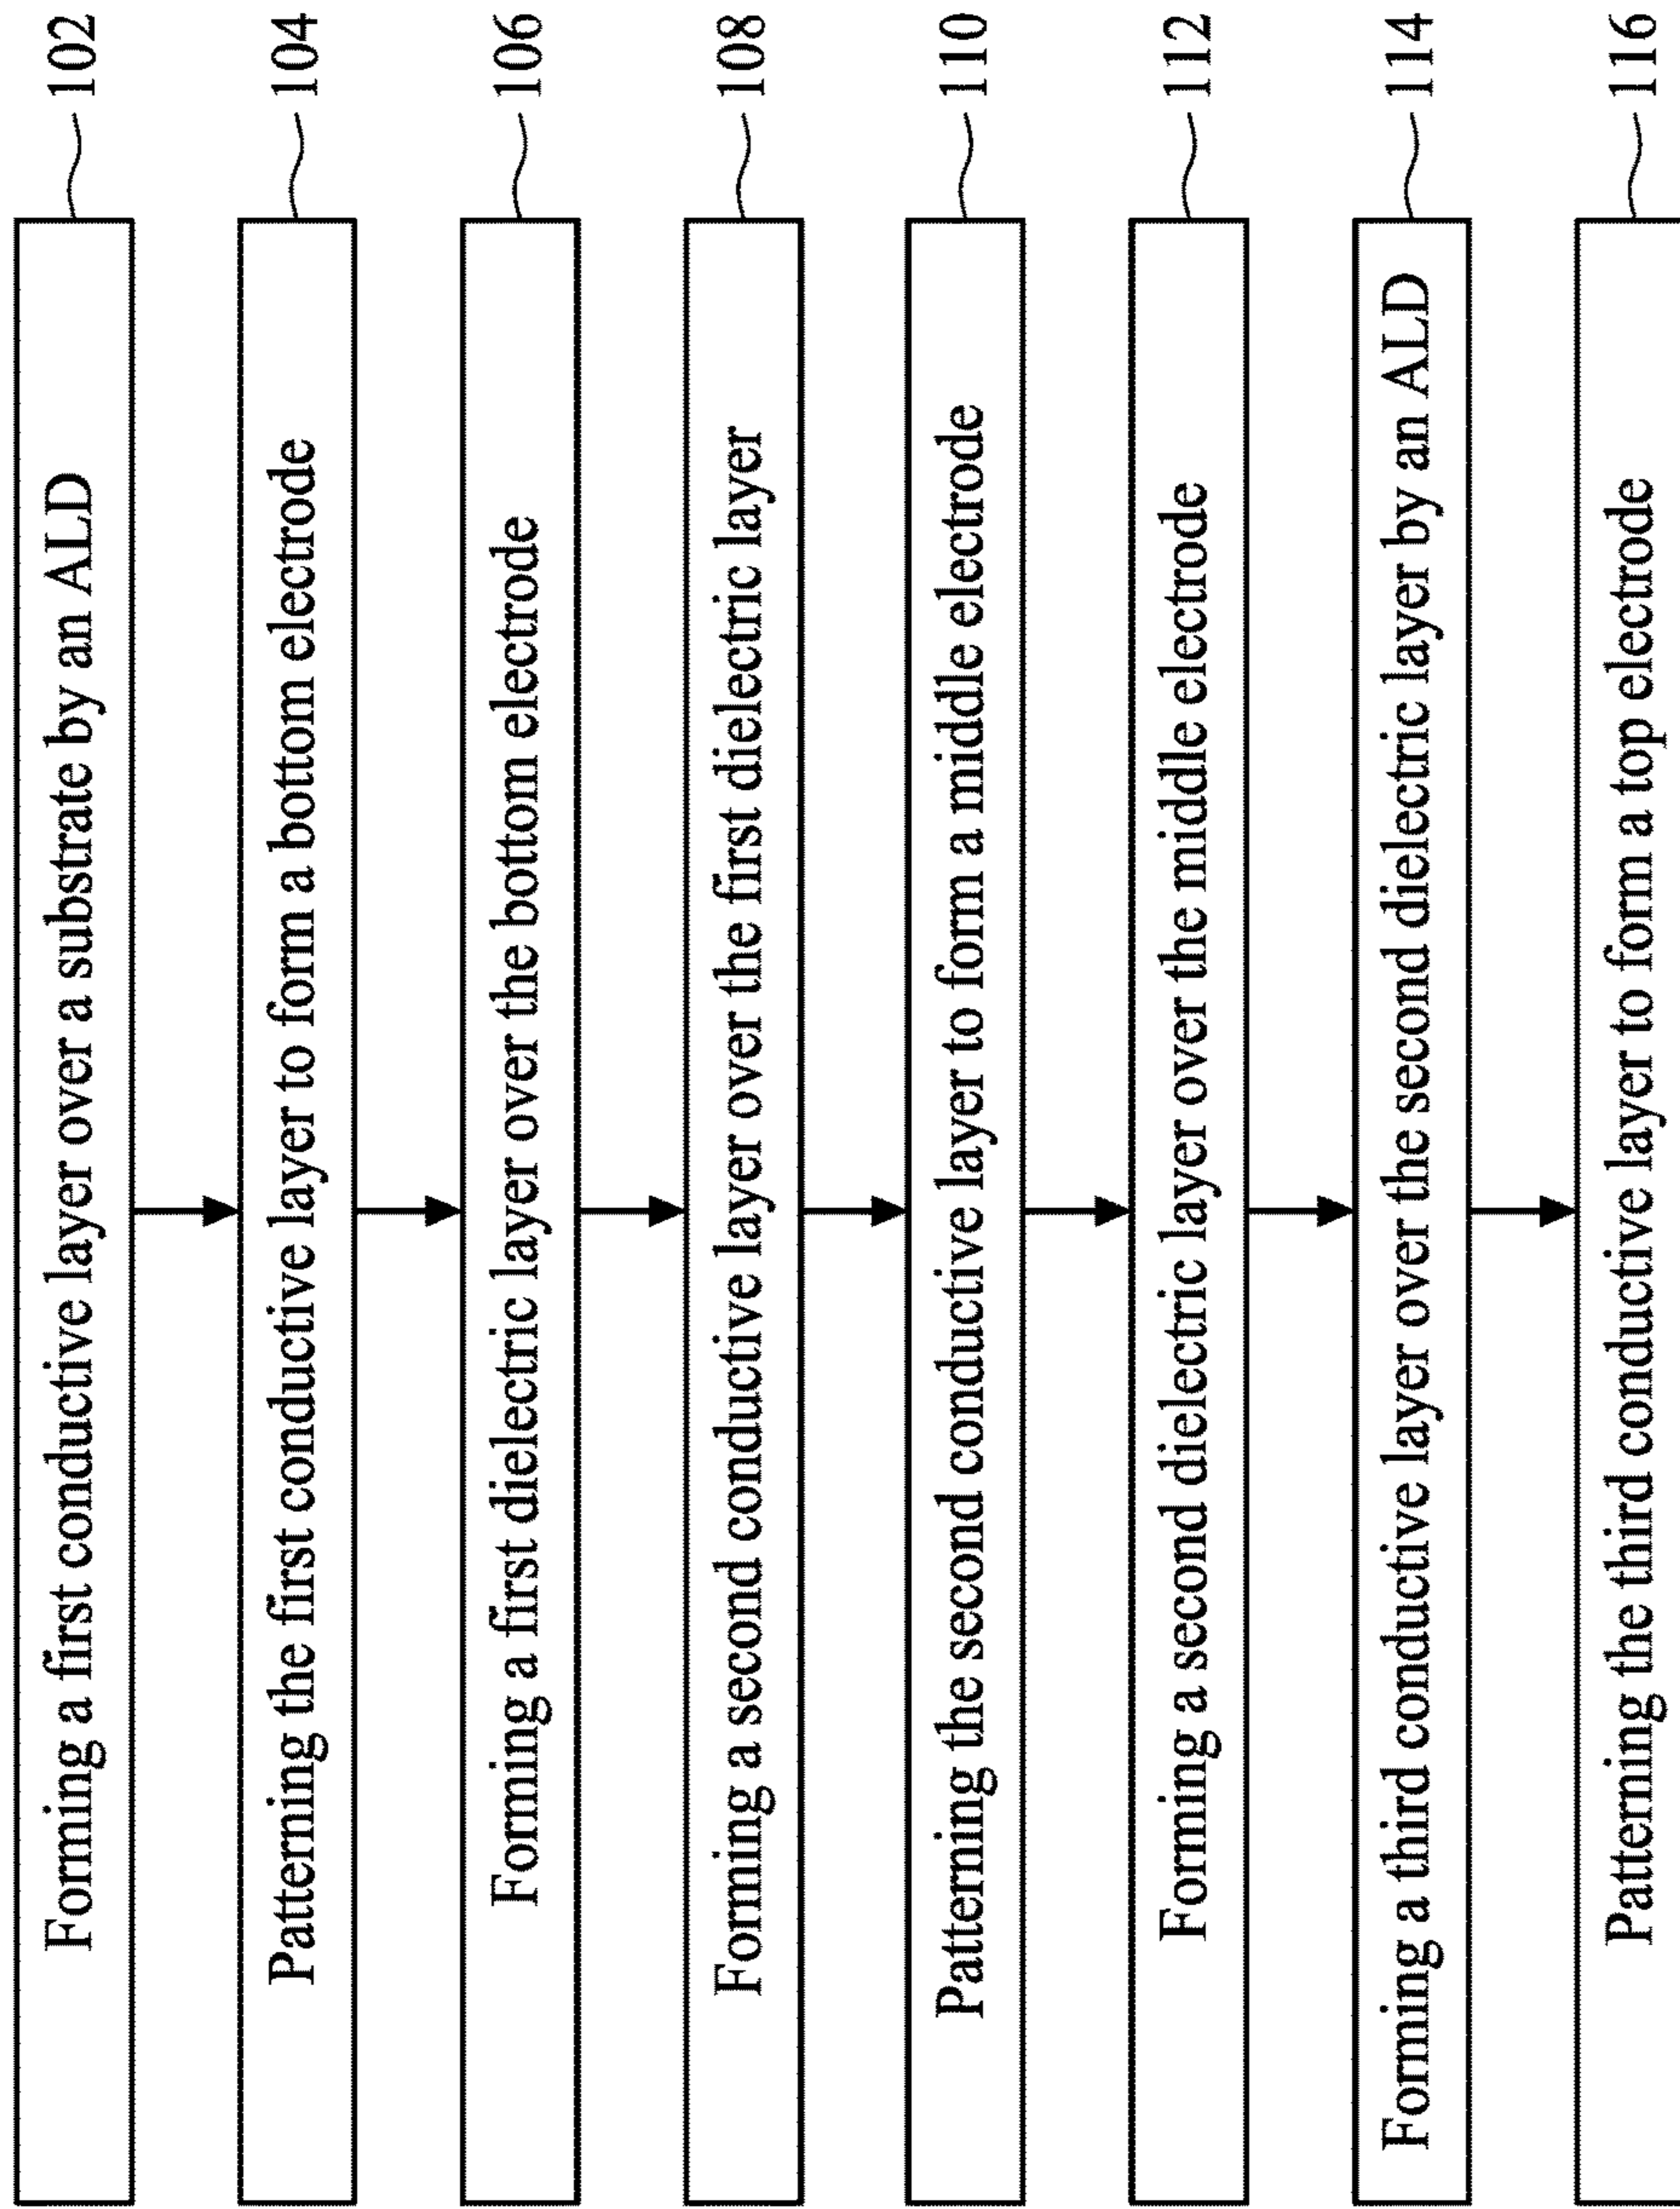 Forming a first conductive layer over a substrate by an ALD 102
Patterning the first conductive layer to form a bottom electrode 104
Forming a first dielectric layer over the bottom electrode 106
Forming a second conductive layer over the first dielectric layer 108
Patterning the second conductive layer to form a middle electrode 110
Forming a second dielectric layer over the middle electrode 112
Forming a third conductive layer over the second dielectric layer by an ALD 114
Patterning the third conductive layer to form a top electrode 116